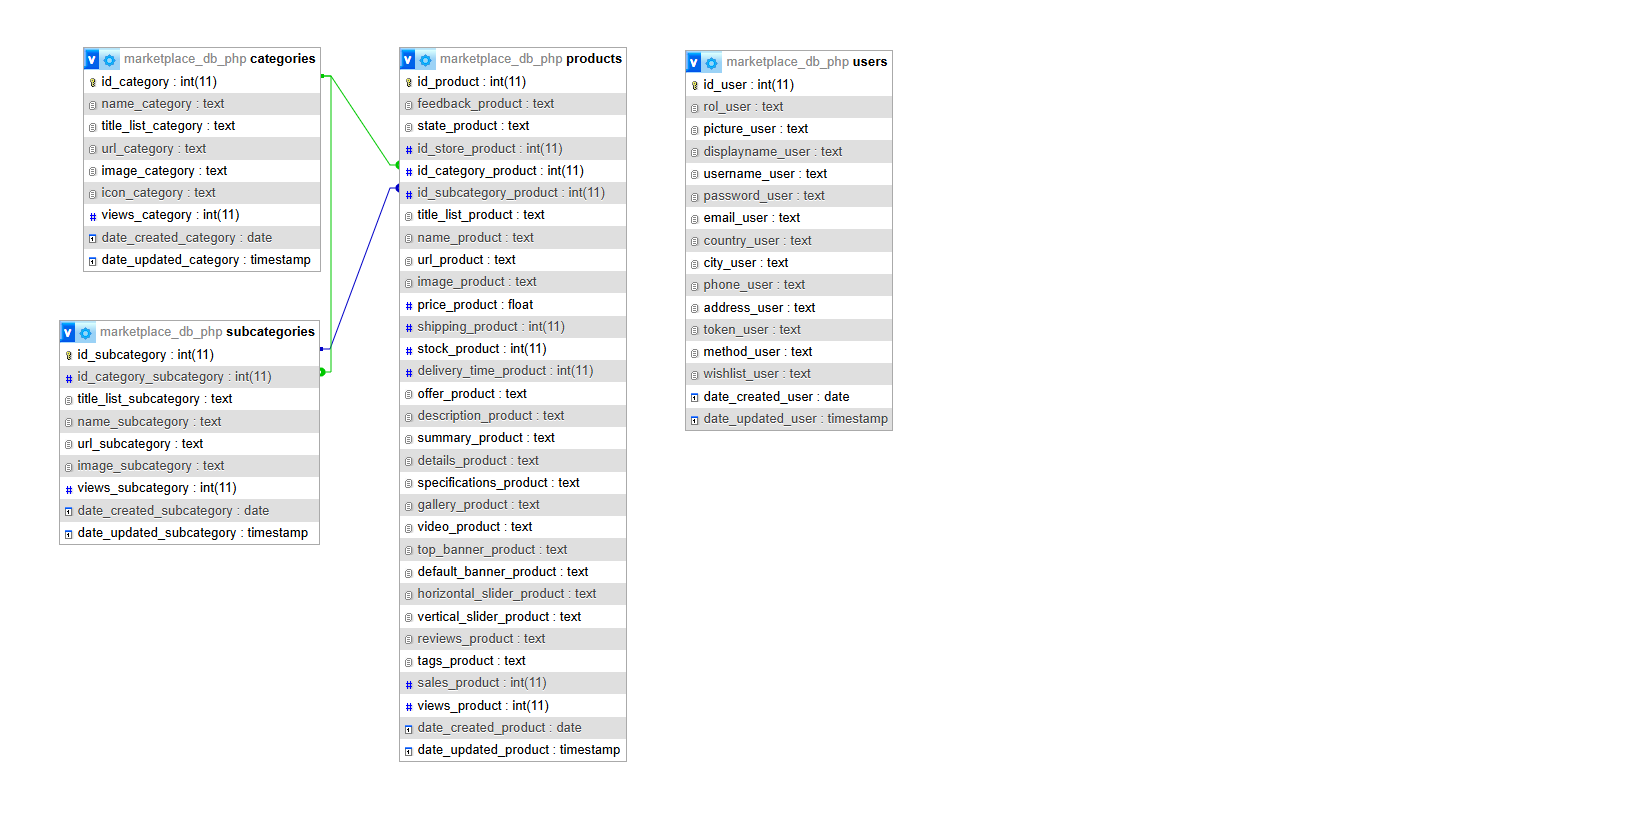 v marketplace_db_php categories
id_category : int(11)
name_category : text
title_list_category : text
url_category : text
image_category : text
icon_category : text
# views_category : int(11)
date_created_category : date
date_updated_category : timestamp
v marketplace_db_php subcategories
id_subcategory : int(11)
# id_category_subcategory : int(11)
title_list_subcategory : text
name_subcategory : text
url_subcategory : text
image_subcategory : text
# views_subcategory : int(11)
date_created_subcategory : date
date_updated_subcategory : timestamp
v marketplace_db_php products
id_product : int(11)
feedback_product : text
state_product : text
# id_store_product : int(11)
# id_category_product : int(11)
# id_subcategory_product : int(11)
title_list_product : text
name_product : text
url_product : text
image_product : text
# price_product : float
# shipping_product : int(11)
# stock_product : int(11)
# delivery_time_product : int(11)
offer_product : text
description_product : text
summary_product : text
details_product : text
specifications_product : text
gallery_product : text
video_product : text
top_banner_product : text
default_banner_product : text
horizontal_slider_product : text
vertical_slider_product : text
reviews_product : text
tags_product : text
# sales_product : int(11)
# views_product : int(11)
date_created_product : date
date_updated_product : timestamp
v marketplace_db_php users
id_user : int(11)
rol_user : text
picture_user : text
displayname_user : text
username_user : text
password_user : text
email_user : text
country_user : text
city_user : text
phone_user : text
address_user : text
token_user : text
method_user : text
wishlist_user : text
date_created_user : date
date_updated_user : timestamp